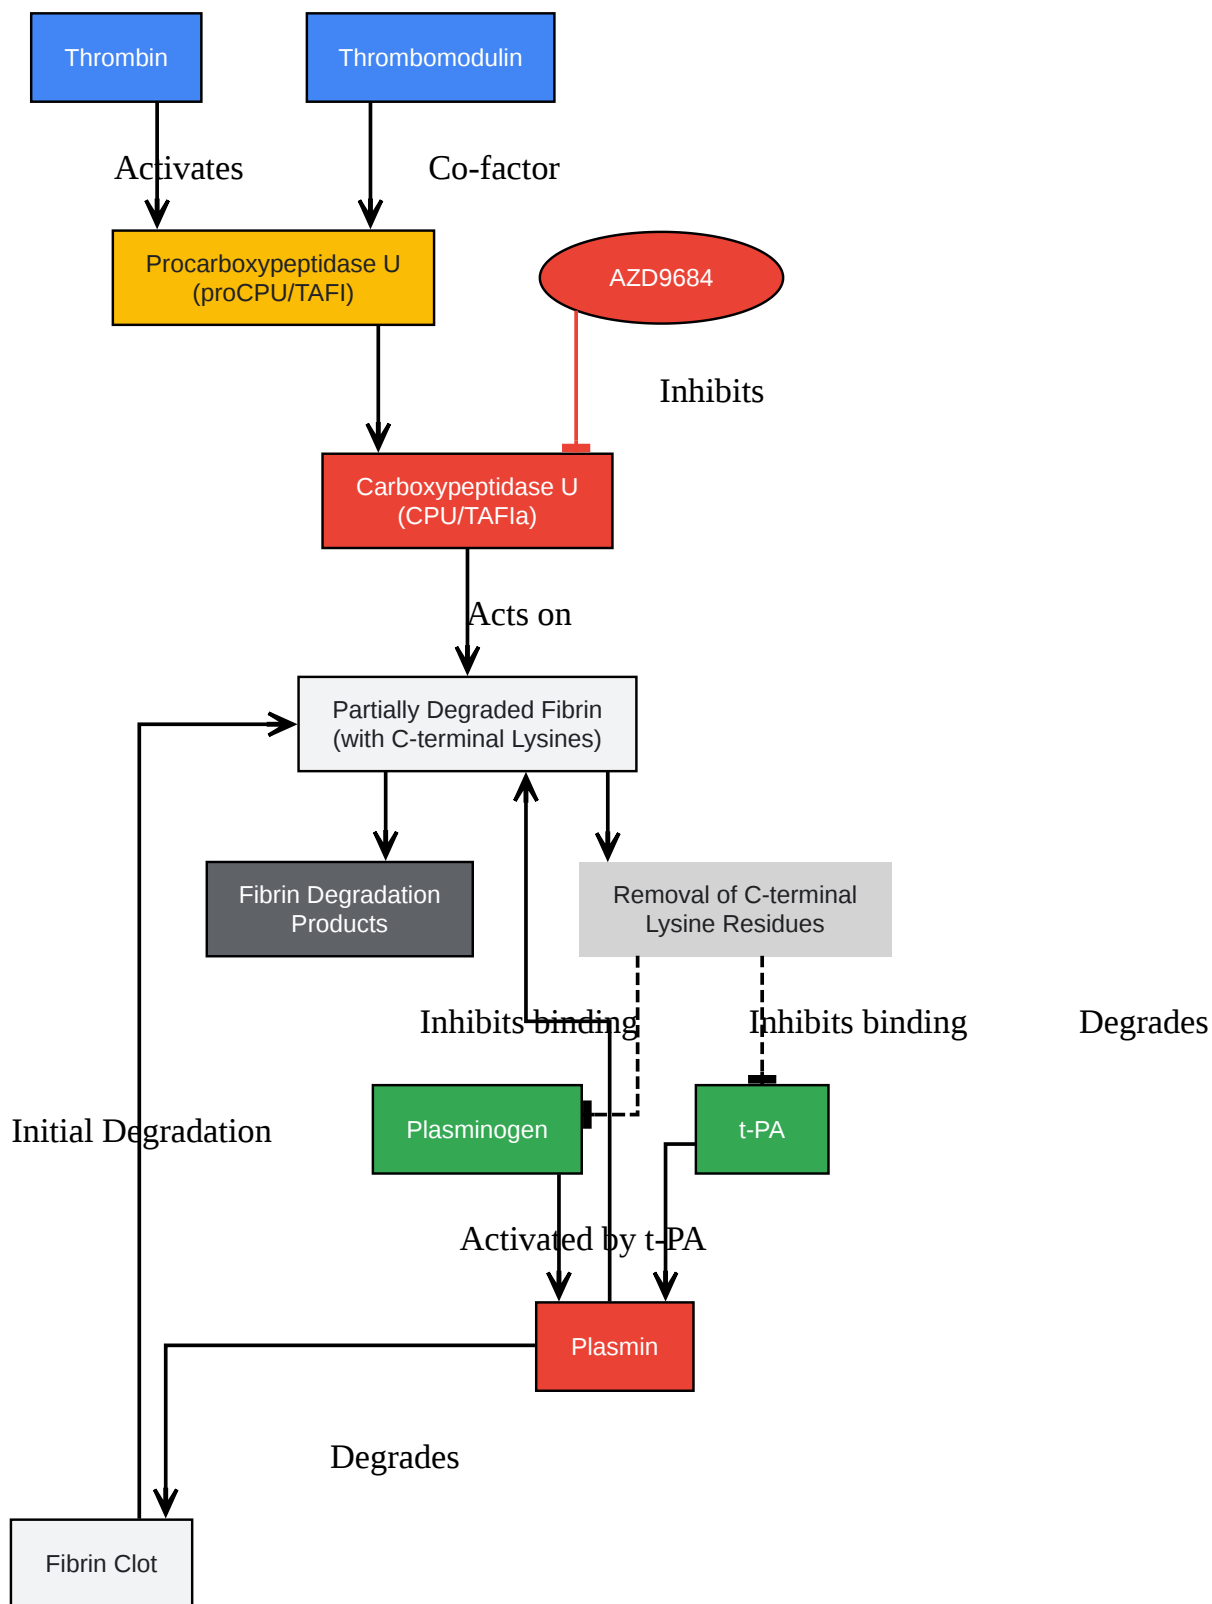 Thrombin
Thrombomodulin
Activates
Co-factor
Procarboxypeptidase U
(proCPU/TAFI)
AZD9684
Inhibits
Carboxypeptidase U
(CPU/TAFIa)
Acts on
Partially Degraded Fibrin
(with C-terminal Lysines)
Fibrin Degradation
Products
Removal of C-terminal
Lysine Residues
Inhibits binding
Inhibits binding
Degrades
Initial Degradation
Plasminogen
t-PA
Activated by t-PA
Plasmin
Degrades
Fibrin Clot